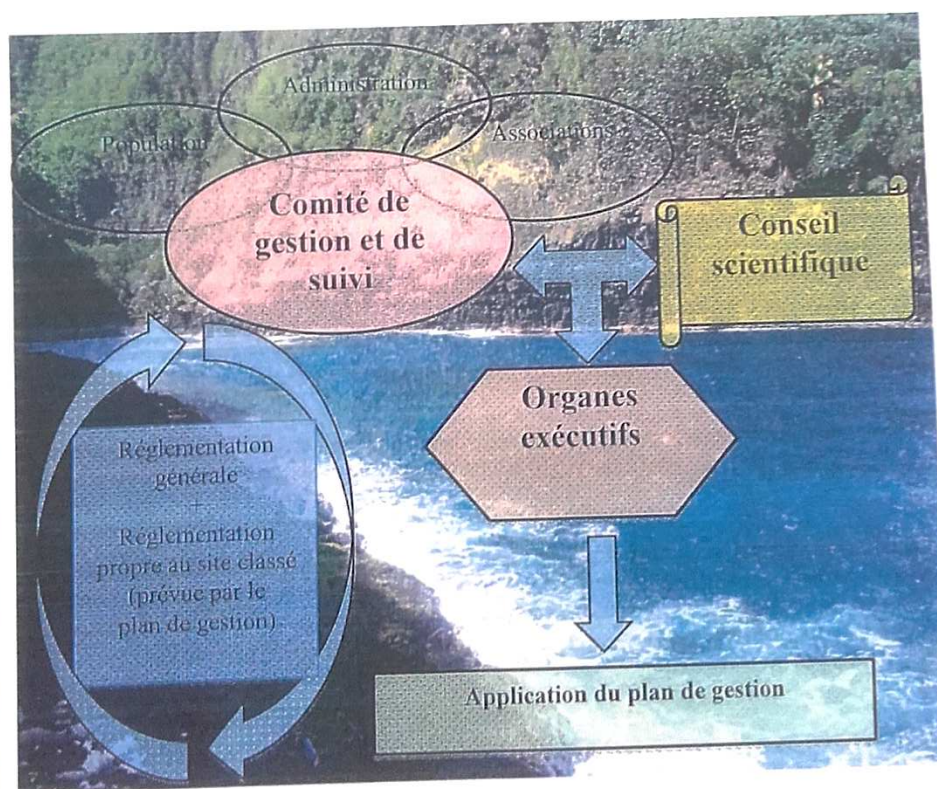 Administration
Population
Associations
Comité de
gestion et de
suivi
Conseil
scientifique
Organes
exécutifs
Réglementation
générale
+
Réglementation
propre au site classé
(prévue par le
plan de gestion)
Application du plan de gestion